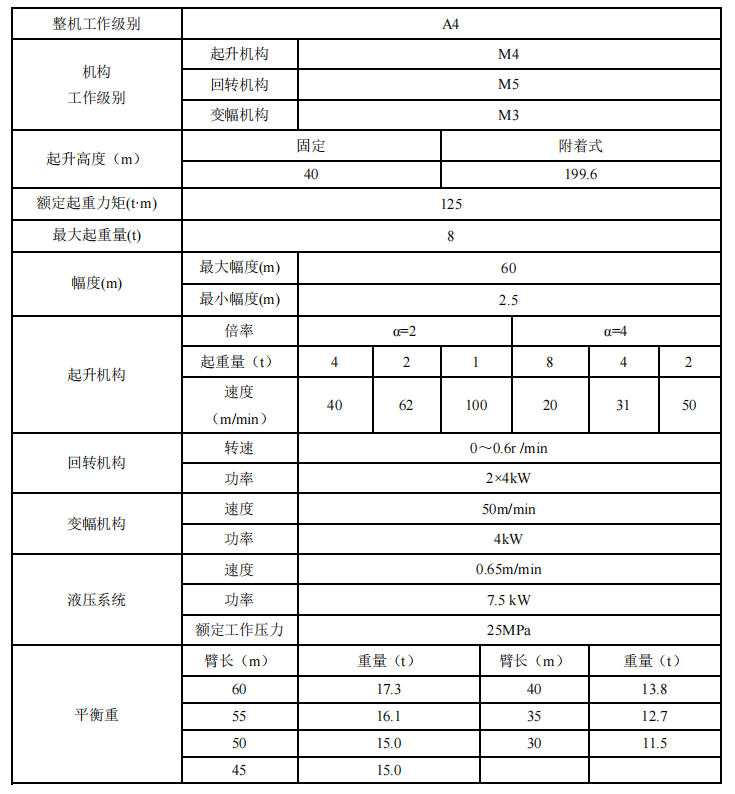 整机工作级别 A4
机构
工作级别
起升机构 M4
回转机构 M5
变幅机构 M3
起升高度（m） 固定 附着式
40 199.6
额定起重力矩(t·m) 125
最大起重量(t) 8
幅度(m) 最大幅度(m) 60
最小幅度(m) 2.5
起升机构 倍率 α=2 α=4
起重量（t） 4 2 1 8 4 2
速度
（m/min） 40 62 100 20 31 50
回转机构 转速 0～0.6r /min
功率 2×4kW
变幅机构 速度 50m/min
功率 4kW
液压系统 速度 0.65m/min
功率 7.5 kW
额定工作压力 25MPa
平衡重 臂长（m） 重量（t） 臂长（m） 重量（t）
60 17.3 40 13.8
55 16.1 35 12.7
50 15.0 30 11.5
45 15.0